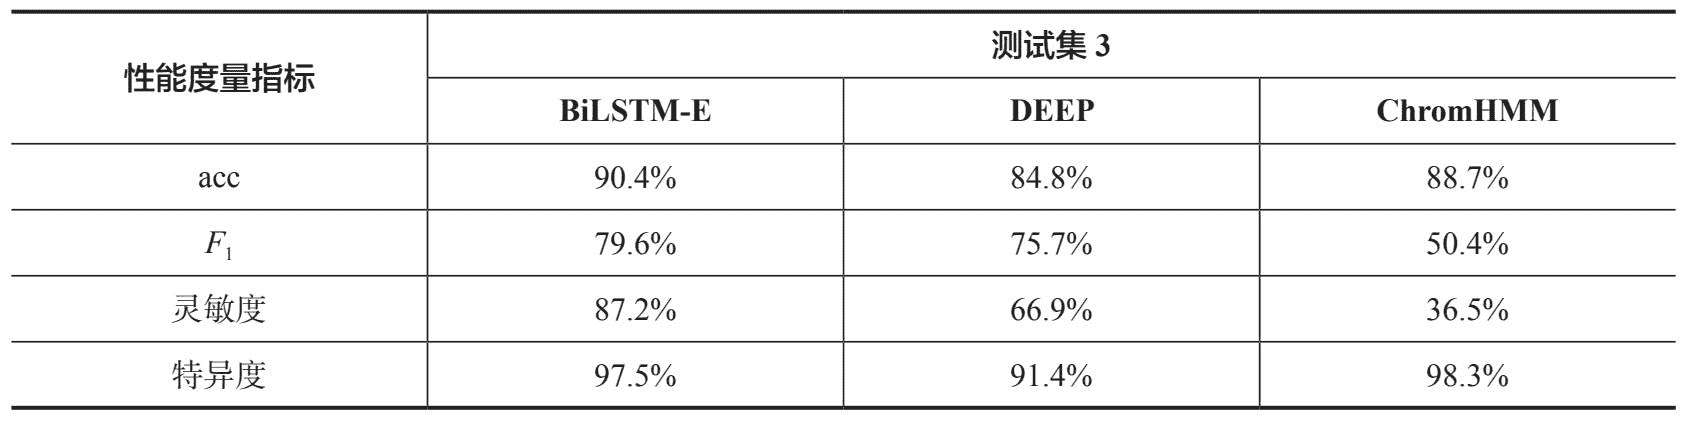 性能度量指标 测试集 3
BiLSTM-E DEEP ChromHMM
acc 90.4% 84.8% 88.7%
F₁ 79.6% 75.7% 50.4%
灵敏度 87.2% 66.9% 36.5%
特异度 97.5% 91.4% 98.3%